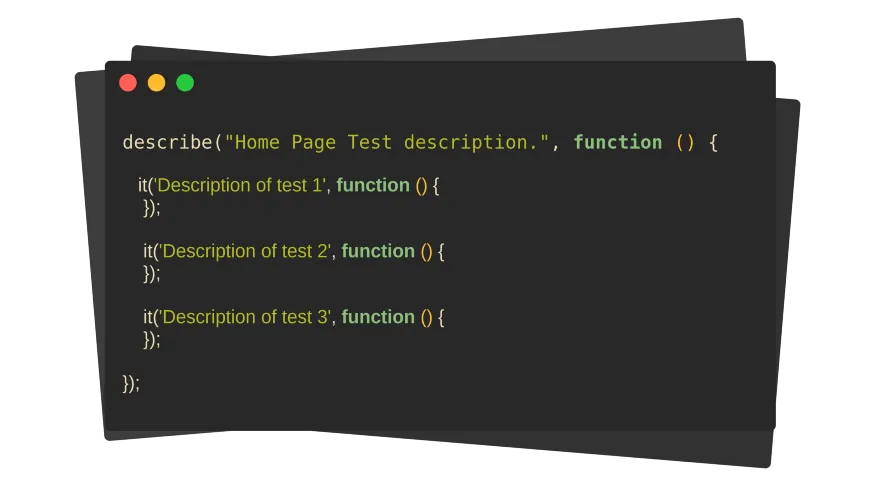 describe("Home Page Test description.", function () {
it('Description of test 1', function () {
});
it('Description of test 2', function () {
});
it('Description of test 3', function () {
});
});